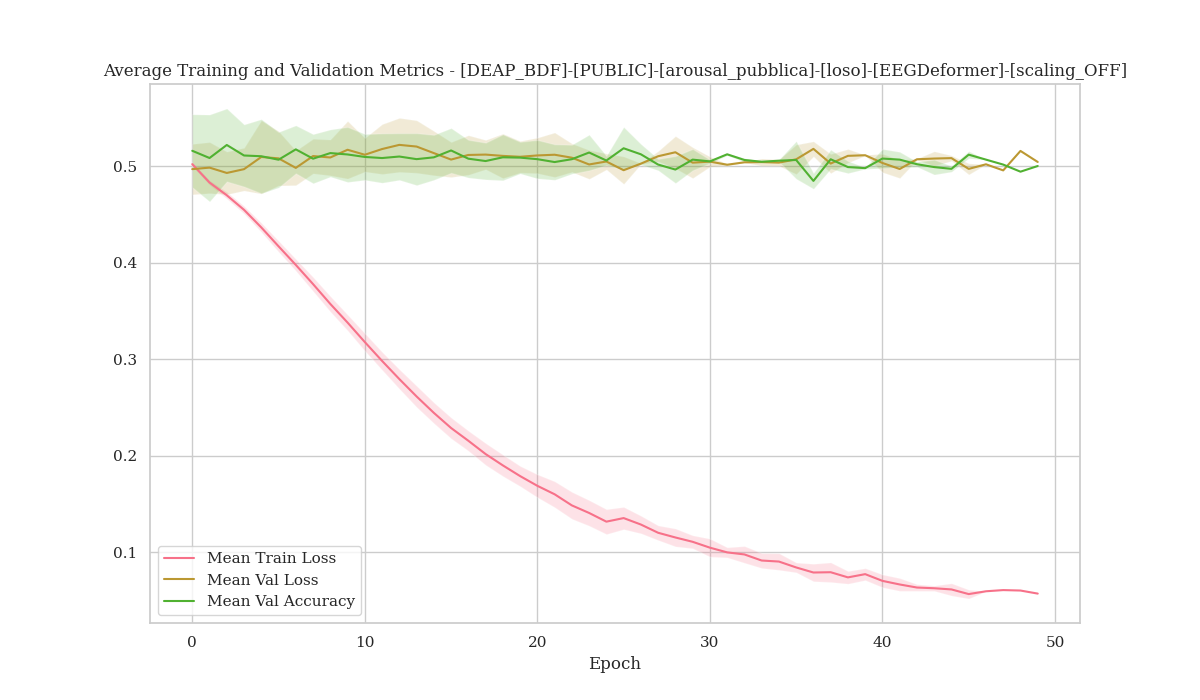 Average Training and Validation Metrics - [DEAP_BDF]-[PUBLIC]-[arousal_pubblica]-[loso]-[EEGDeformer]-[scaling_OFF]
0.5
0.4
0.3
0.2
0.1
Mean Train Loss
Mean Val Loss
Mean Val Accuracy
0 10 20 30 40 50
Epoch